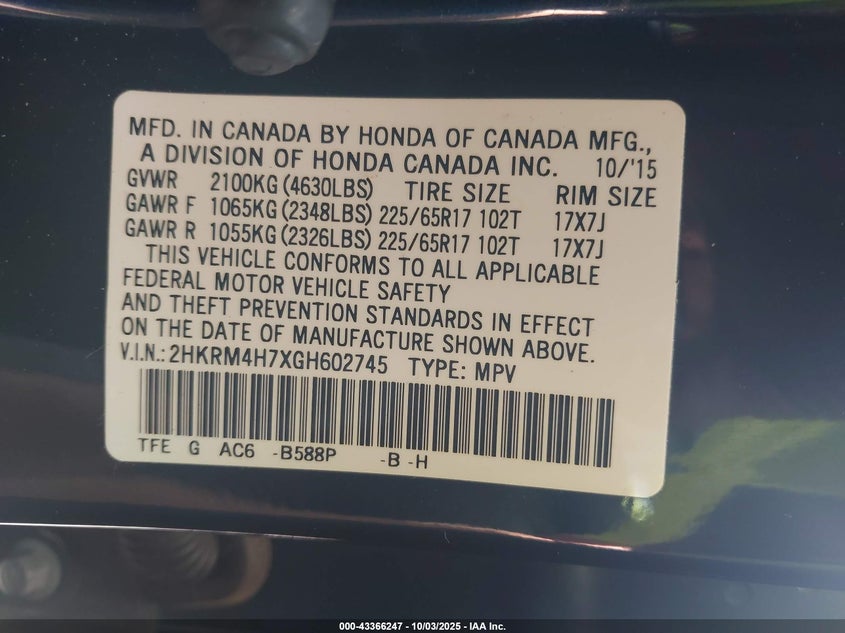 MFD. IN CANADA BY HONDA OF CANADA MFG.,
A DIVISION OF HONDA CANADA INC. 10/'15
GVWR 2100KG (4630LBS) TIRE SIZE RIM SIZE
GAWR F 1065KG (2348LBS) 225/65R17 102T 17X7J
GAWR R 1055KG (2326LBS) 225/65R17 102T 17X7J
THIS VEHICLE CONFORMS TO ALL APPLICABLE
FEDERAL MOTOR VEHICLE SAFETY
AND THEFT PREVENTION STANDARDS IN EFFECT
ON THE DATE OF MANUFACTURE SHOWN ABOVE.
V.I.N.: 2HKRM4H7XGH602745 TYPE: MPV
TFE G AC6 -B588P -B -H
000-43366247 - 10/03/2025 - IAA Inc.